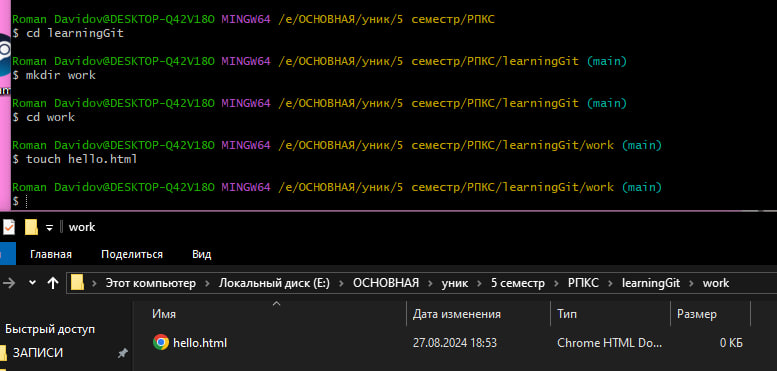 Roman Davidov@DESKTOP-Q42V18O MINGW64 /e/ОСНОВНАЯ/уник/5 семестр/РПКС
$ cd learningGit
Roman Davidov@DESKTOP-Q42V18O MINGW64 /e/ОСНОВНАЯ/уник/5 семестр/РПКС/learningGit (main)
$ mkdir work
Roman Davidov@DESKTOP-Q42V18O MINGW64 /e/ОСНОВНАЯ/уник/5 семестр/РПКС/learningGit (main)
$ cd work
Roman Davidov@DESKTOP-Q42V18O MINGW64 /e/ОСНОВНАЯ/уник/5 семестр/РПКС/learningGit/work (main)
$ touch hello.html
Roman Davidov@DESKTOP-Q42V18O MINGW64 /e/ОСНОВНАЯ/уник/5 семестр/РПКС/learningGit/work (main)
$
work
Главная Поделиться Вид
Этот компьютер > Локальный диск (E:) > ОСНОВНАЯ > уник > 5 семестр > РПКС > learningGit > work
Имя Дата изменения Тип Размер
Быстрый доступ
hello.html 27.08.2024 18:53 Chrome HTML Do... 0 КБ
ЗАПИСИ